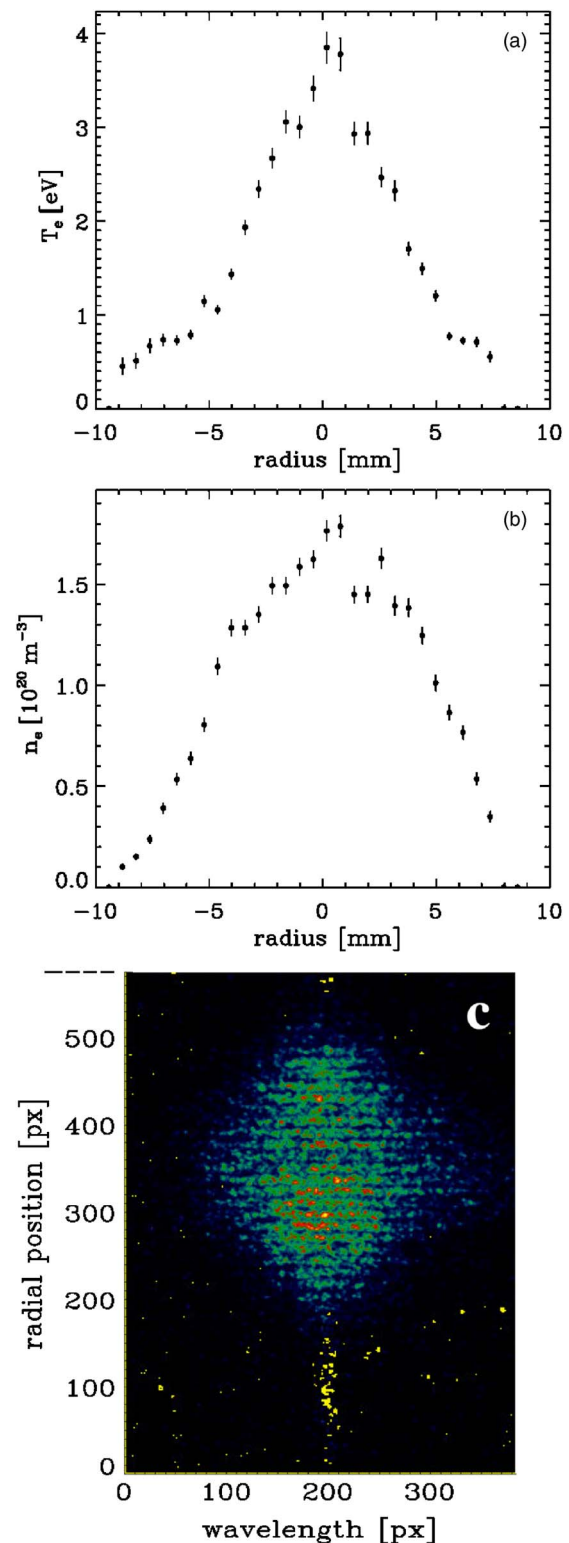 (a)
4
3
2
1
0
T_e [eV]
−10 −5 0 5 10
radius [mm]
(b)
1.5
1.0
0.5
0.0
n_e [10^20 m^−3]
−10 −5 0 5 10
radius [mm]
c
500
400
300
200
100
0
radial position [px]
0 100 200 300
wavelength [px]